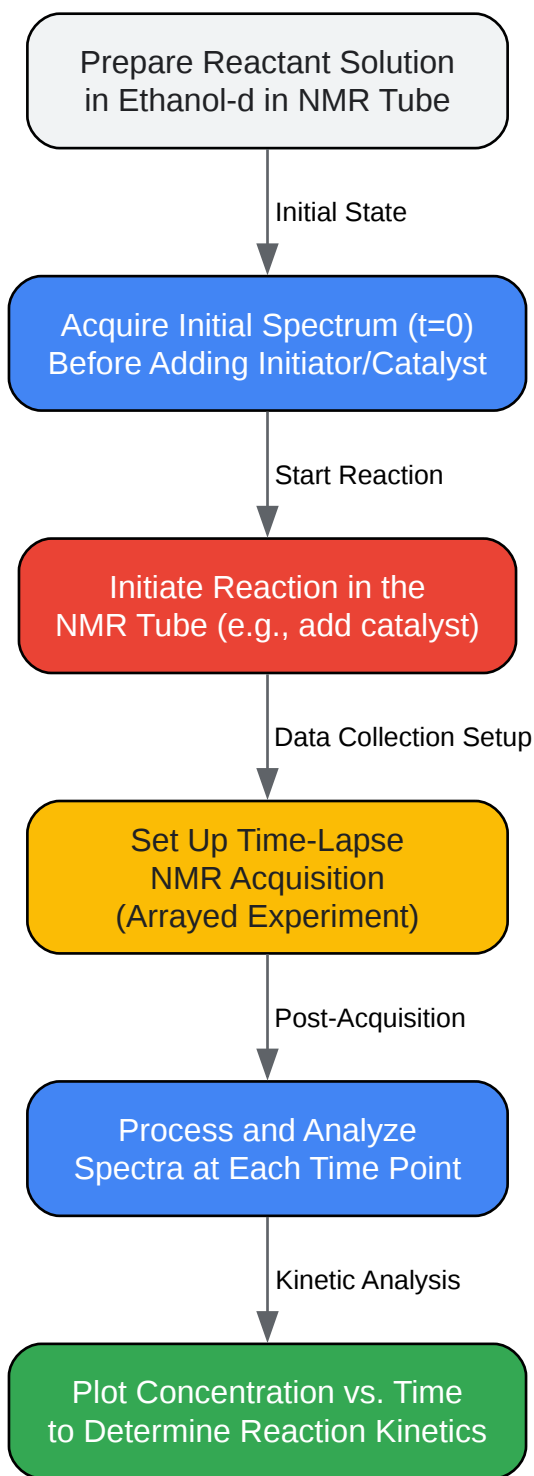 Prepare Reactant Solution
in Ethanol-d in NMR Tube
Initial State
Acquire Initial Spectrum (t=0)
Before Adding Initiator/Catalyst
Start Reaction
Initiate Reaction in the
NMR Tube (e.g., add catalyst)
Data Collection Setup
Set Up Time-Lapse
NMR Acquisition
(Arrayed Experiment)
Post-Acquisition
Process and Analyze
Spectra at Each Time Point
Kinetic Analysis
Plot Concentration vs. Time
to Determine Reaction Kinetics